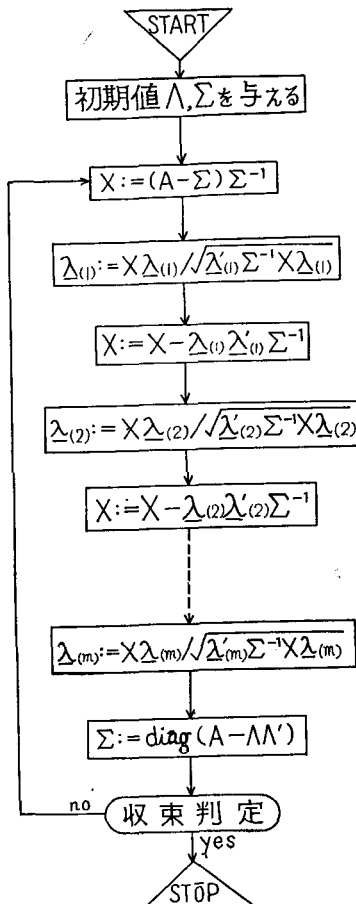 START
初期値Λ,Σを与える
X:=(A-Σ)Σ⁻¹
λ₍₁₎:=Xλ₍₁₎/√λ'₍₁₎Σ⁻¹Xλ₍₁₎
X:=X-λ₍₁₎λ'₍₁₎Σ⁻¹
λ₍₂₎:=Xλ₍₂₎/√λ'₍₂₎Σ⁻¹Xλ₍₂₎
X:=X-λ₍₂₎λ'₍₂₎Σ⁻¹
λ₍ₘ₎:=Xλ₍ₘ₎/√λ'₍ₘ₎Σ⁻¹Xλ₍ₘ₎
Σ:=diag(A-ΛΛ')
no
収束判定
yes
STOP